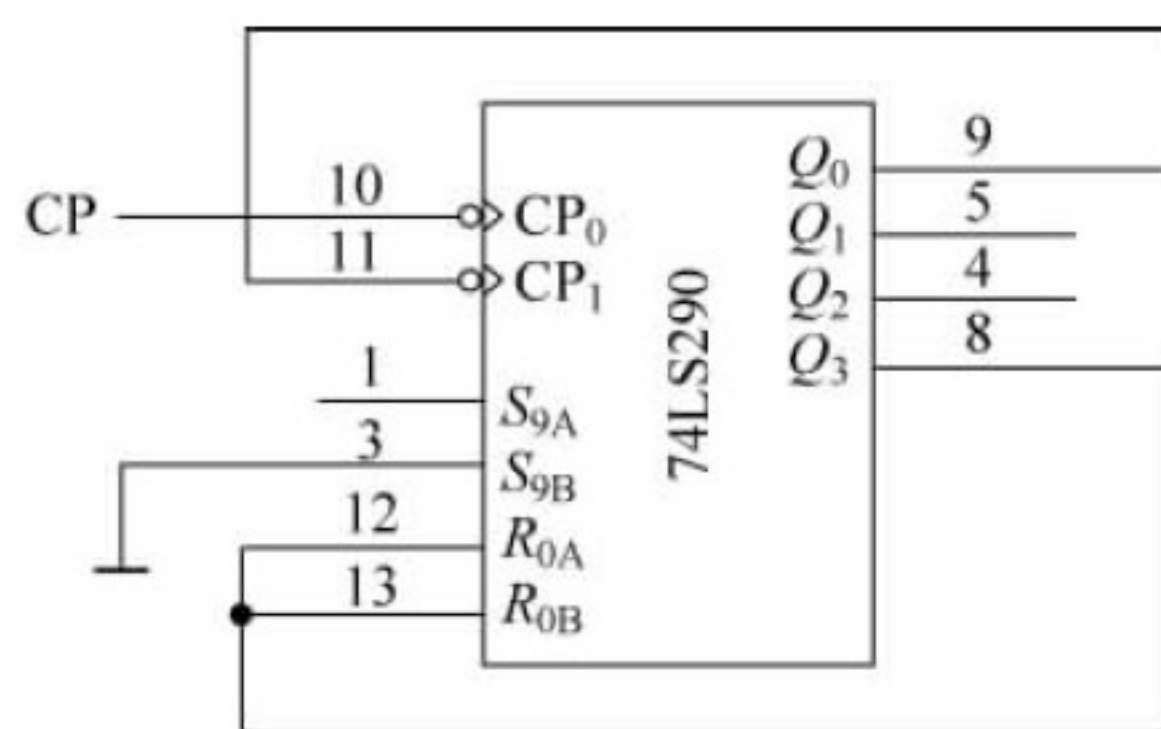 9
10
Q₀
CP
CP₀
5
11
Q₁
CP₁
4
Q₂
8
Q₃
1
S₉A
74LS290
3
S₉B
12
R₀A
13
R₀B